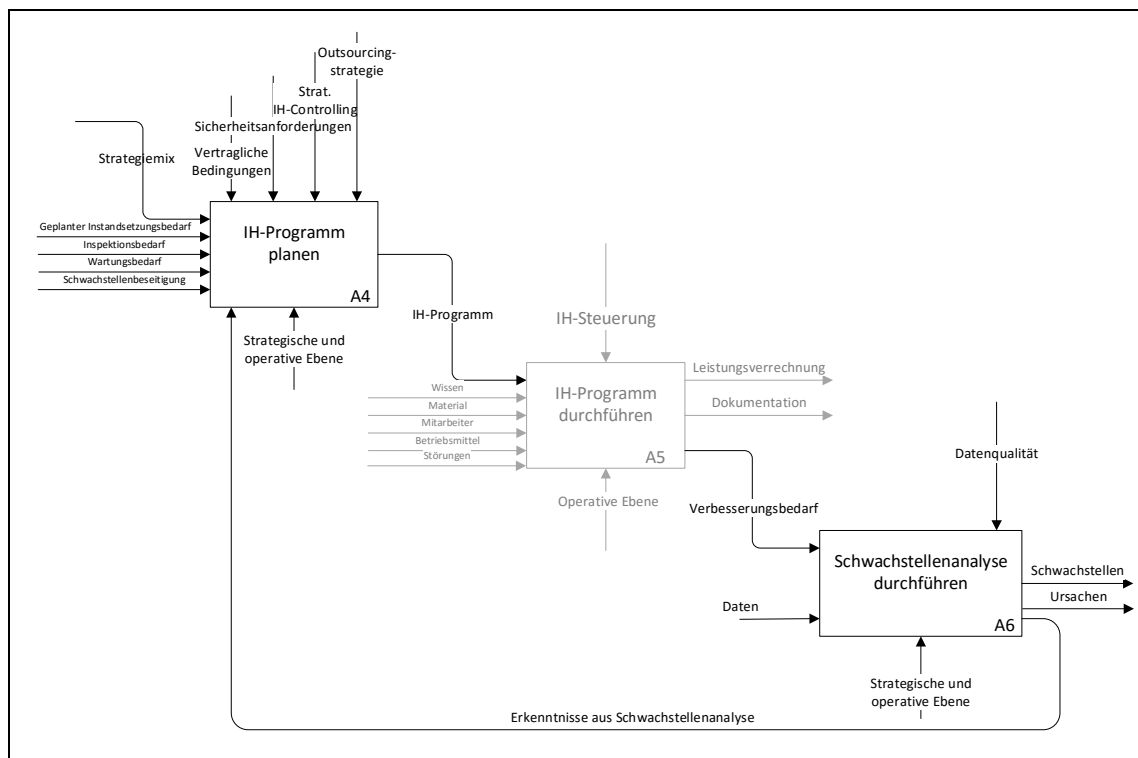 Outsourcing-
strategie
Strat.
IH-Controlling
Sicherheitsanforderungen
Vertragliche
Bedingungen
Strategiemix
Geplanter Instandsetzungsbedarf
Inspektionsbedarf
Wartungsbedarf
Schwachstellenbeseitigung
IH-Programm
planen
A4
Strategische und
operative Ebene
IH-Programm
IH-Steuerung
Wissen
Material
Mitarbeiter
Betriebsmittel
Störungen
IH-Programm
durchführen
A5
Leistungsverrechnung
Dokumentation
Operative Ebene
Verbesserungsbedarf
Datenqualität
Daten
Schwachstellenanalyse
durchführen
A6
Schwachstellen
Ursachen
Strategische und
operative Ebene
Erkenntnisse aus Schwachstellenanalyse